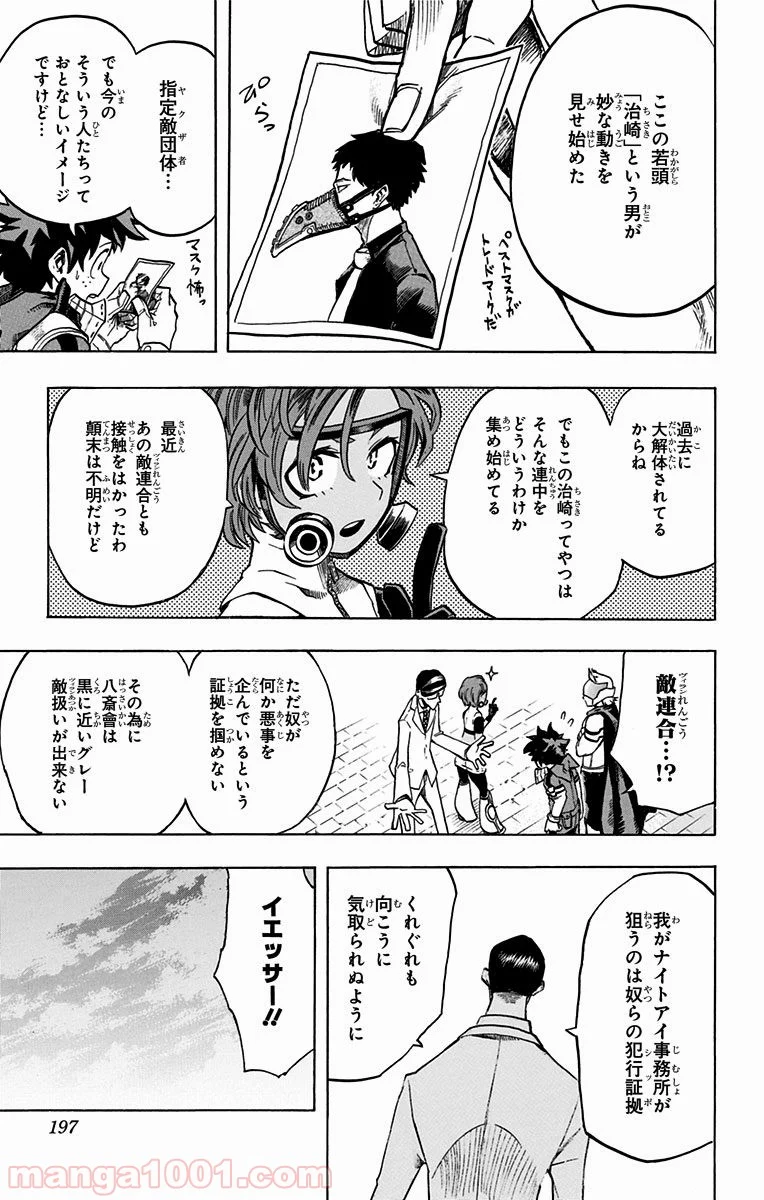 ここの若頭
「治崎」という男が
妙な動きを
見せ始めた
ペストマスクが
トレードマークだ
ぴらっ
指定敵団体…
でも今の
そういう人たちって
おとなしいイメージ
ですけど…
マスク怖っ
過去に
大解体されてる
からね
でもこの治崎ってやつは
そんな連中を
どういうわけか
集め始めてる
最近
あの敵連合とも
接触をはかったわ
顛末は不明だけど
敵連合…!?
ただ奴が
何か悪事を
企んでいるという
証拠を掴めない
その為に
八斎會は
黒に近いグレー
敵扱いが出来ない
我がナイトアイ事務所が
狙うのは奴らの犯行証拠
くれぐれも
向こうに
気取られぬように
イエッサー!!
197
manga1001.com